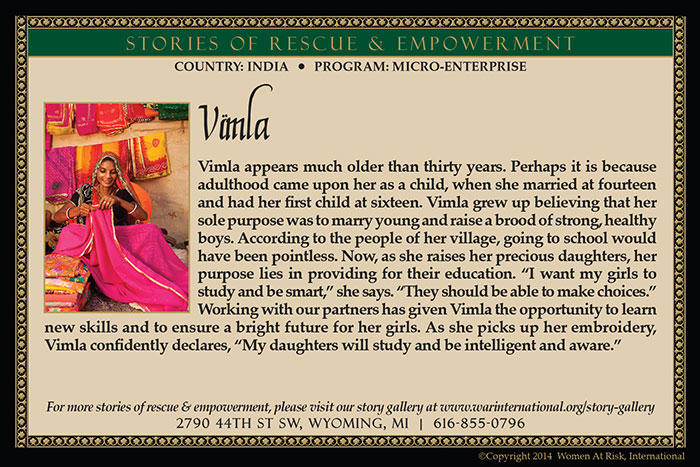 STORIES OF RESCUE & EMPOWERMENT
COUNTRY: INDIA • PROGRAM: MICRO-ENTERPRISE
Vimla
Vimla appears much older than thirty years. Perhaps it is because
adulthood came upon her as a child, when she married at fourteen
and had her first child at sixteen. Vimla grew up believing that her
sole purpose was to marry young and raise a brood of strong, healthy
boys. According to the people of her village, going to school would
have been pointless. Now, as she raises her precious daughters, her
purpose lies in providing for their education. “I want my girls to
study and be smart,” she says. “They should be able to make choices.”
Working with our partners has given Vimla the opportunity to learn
new skills and to ensure a bright future for her girls. As she picks up her embroidery,
Vimla confidently declares, “My daughters will study and be intelligent and aware.”
For more stories of rescue & empowerment, please visit our story gallery at www.warinternational.org/story-gallery
2790 44TH ST SW, WYOMING, MI | 616-855-0796
©Copyright 2014 Women At Risk, International